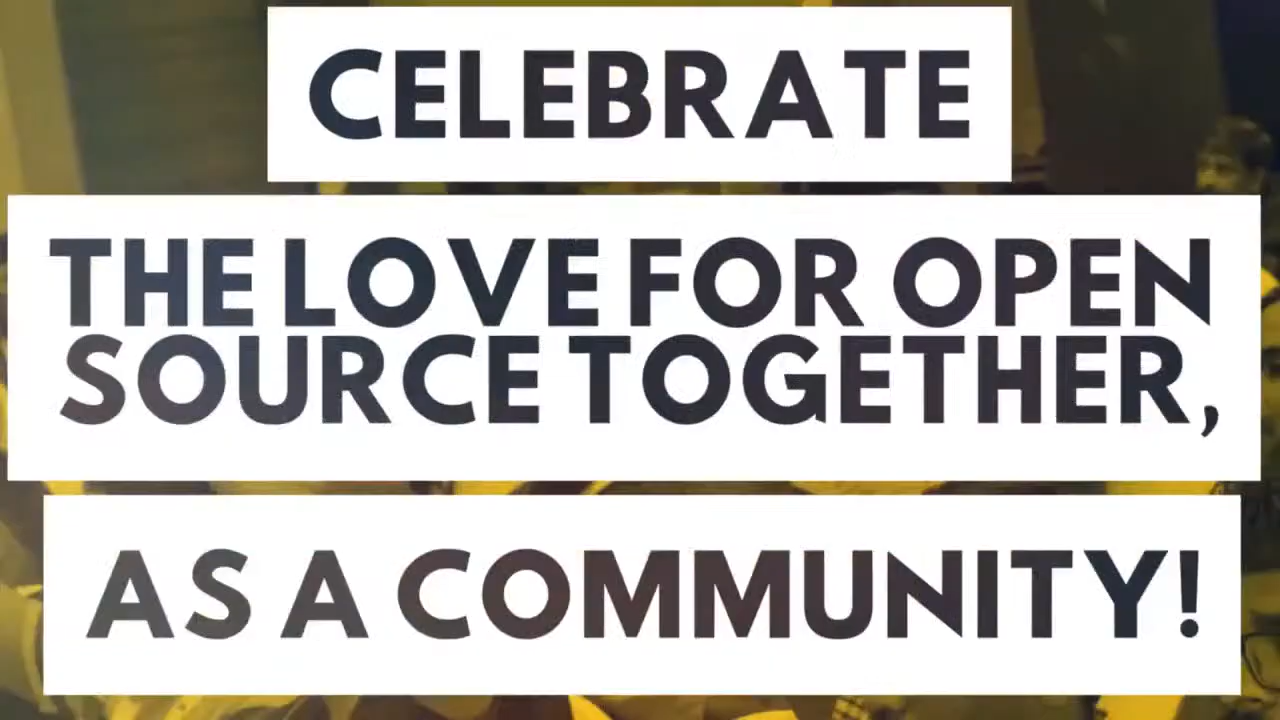 CELEBRATE
THE LOVE FOR OPEN
SOURCE TOGETHER,
AS A COMMUNITY!